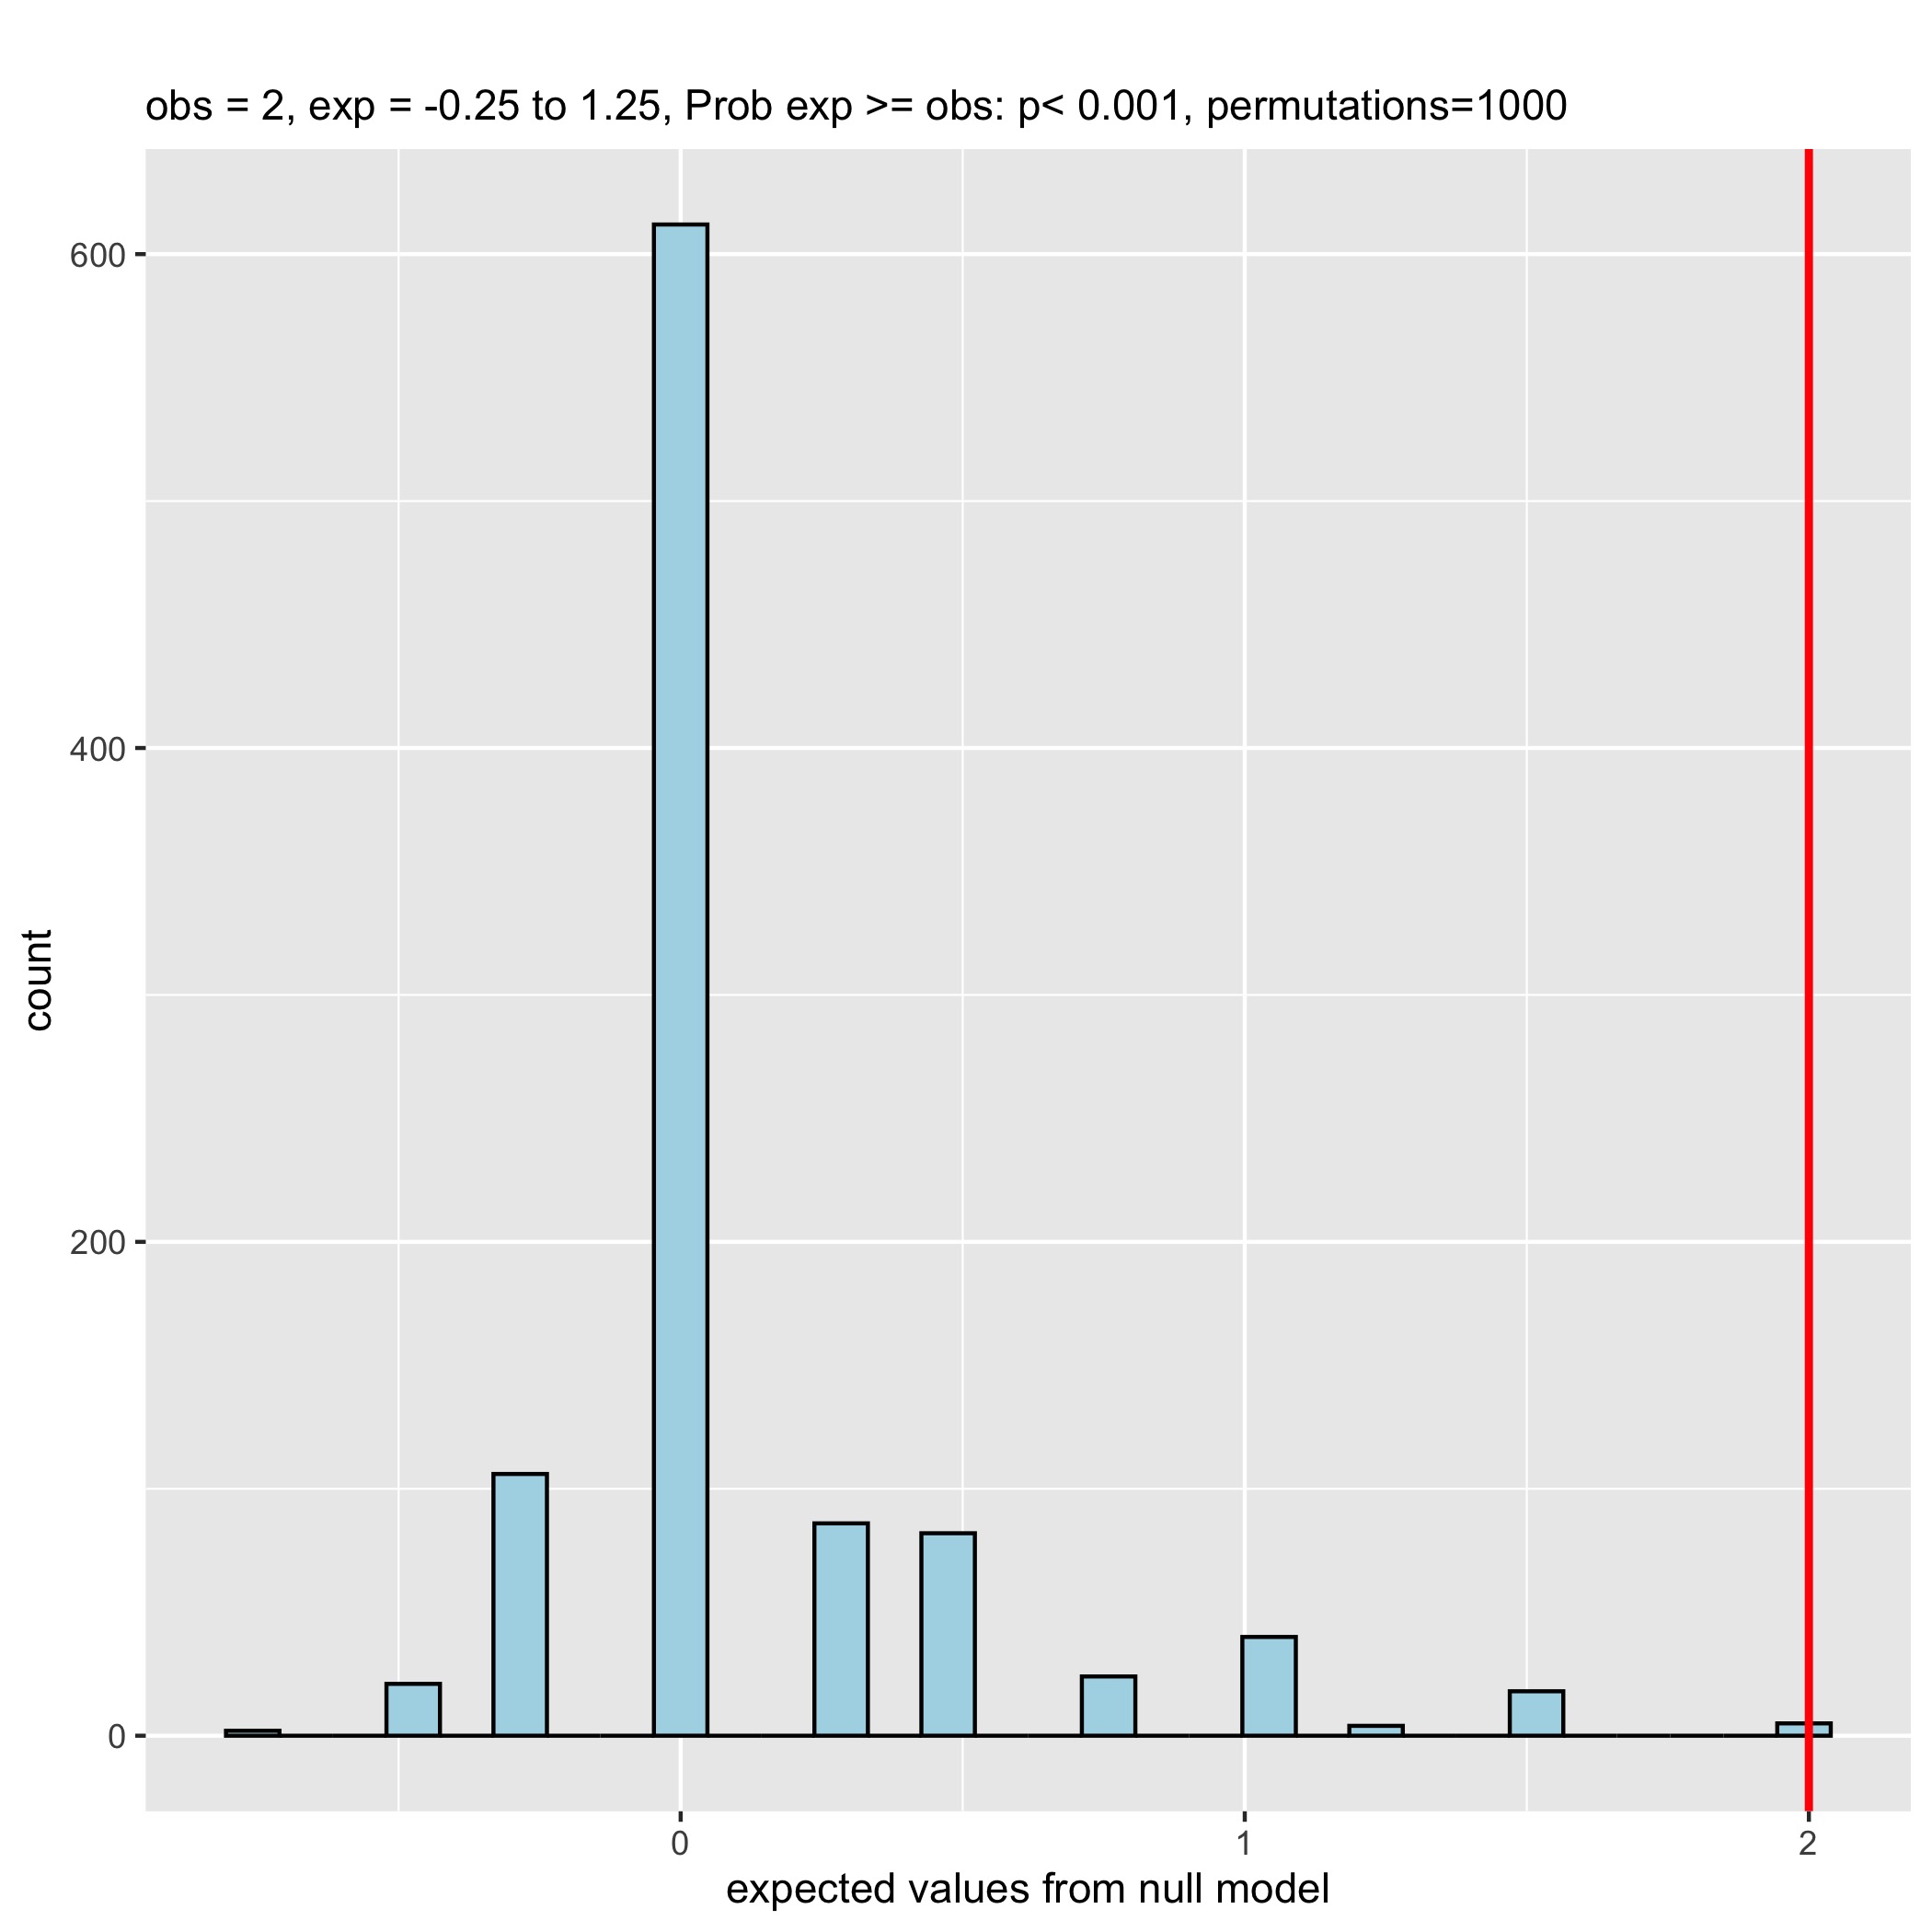 obs = 2, exp = -0.25 to 1.25, Prob exp >= obs: p< 0.001, permutations=1000
600
400
200
0
count
0 1 2
expected values from null model